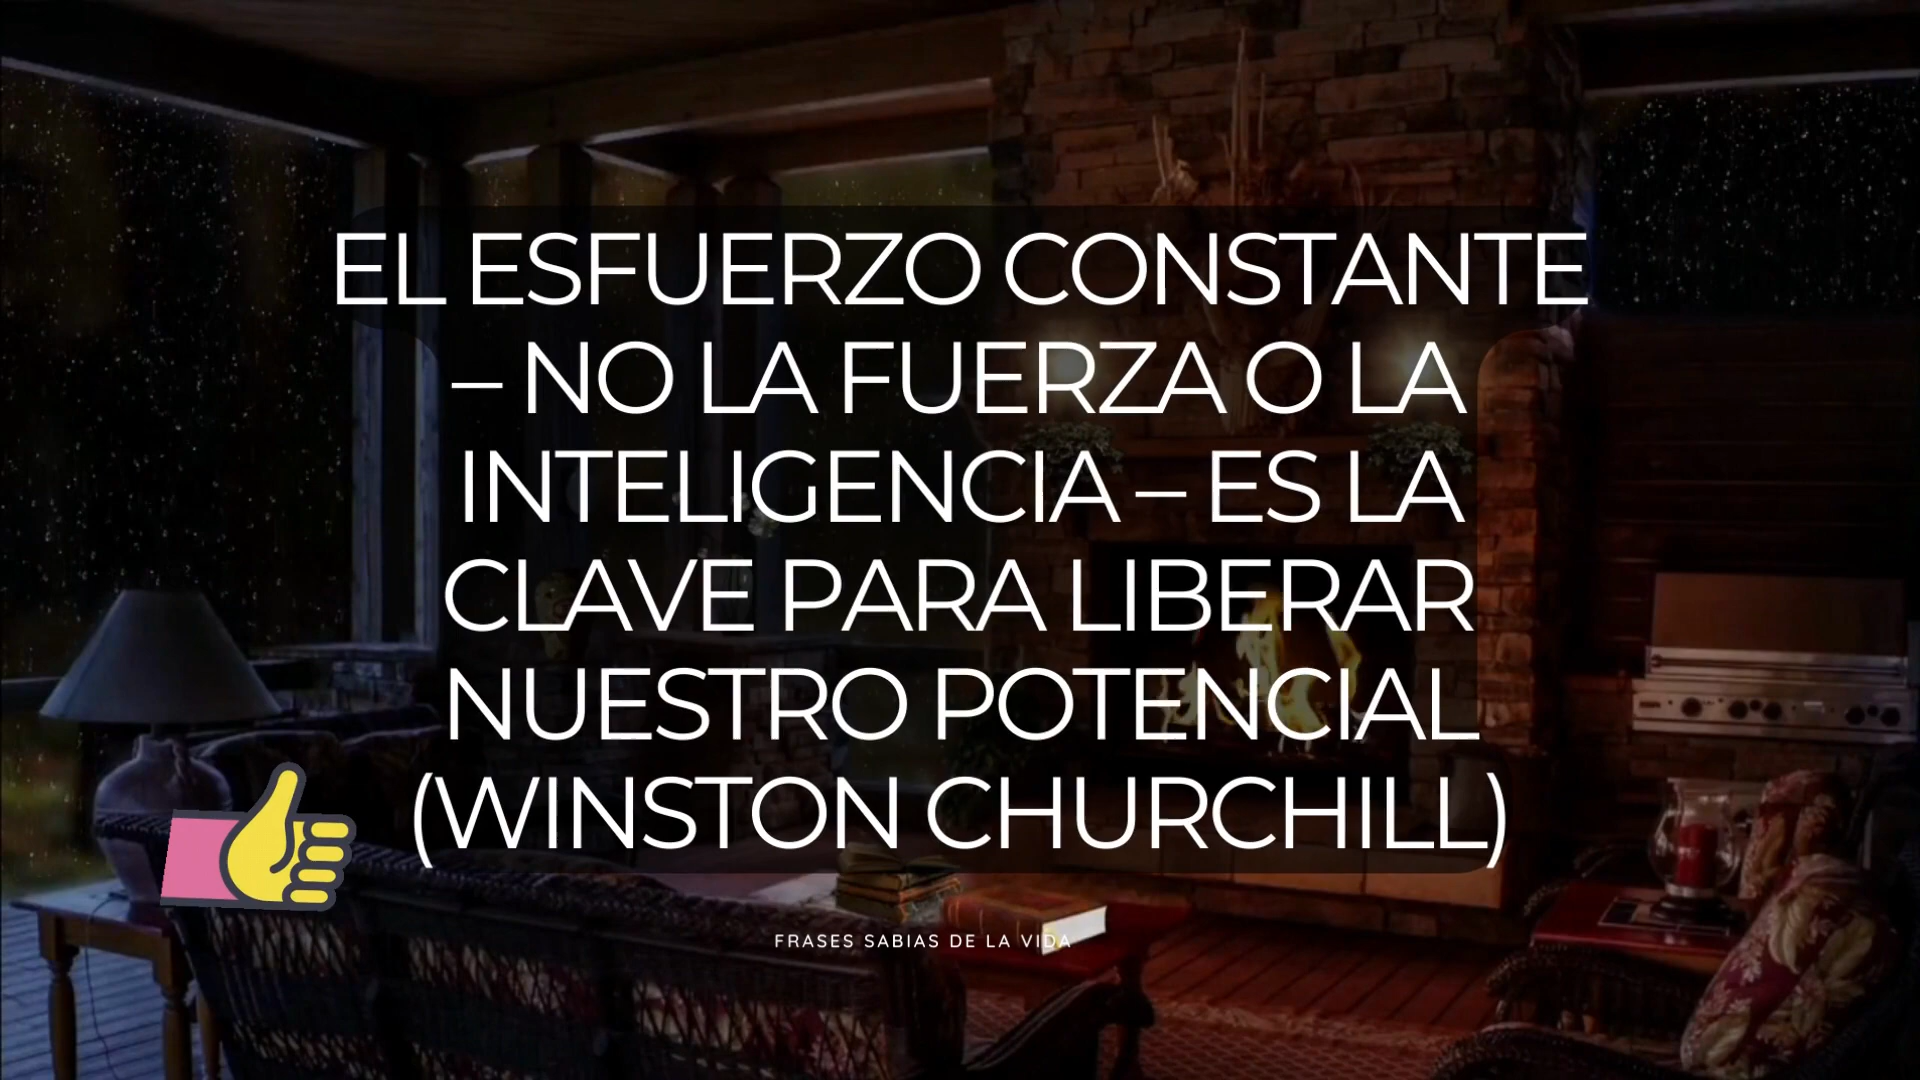 EL ESFUERZO CONSTANTE
– NO LA FUERZA O LA
INTELIGENCIA – ES LA
CLAVE PARA LIBERAR
NUESTRO POTENCIAL
(WINSTON CHURCHILL)
FRASES SABIAS DE LA VIDA